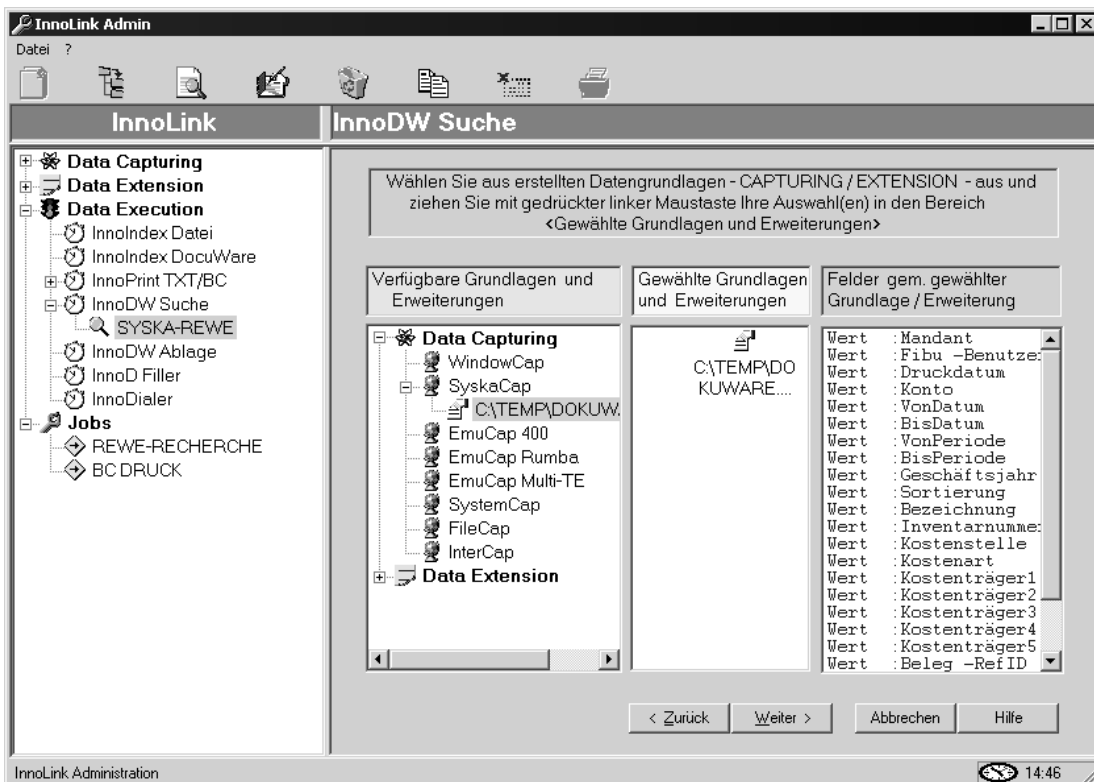 InnoLink Admin
Datei ?
InnoLink
InnoDW Suche
Data Capturing
Data Extension
Data Execution
InnoIndex Datei
InnoIndex DocuWare
InnoPrint TXT/BC
InnoDW Suche
SYSKA-REWE
InnoDW Ablage
InnoD Filler
InnoDialer
Jobs
REWE-RECHERCHE
BC DRUCK
Wählen Sie aus erstellten Datengrundlagen - CAPTURING / EXTENSION - aus und
ziehen Sie mit gedrückter linker Maustaste Ihre Auswahl(en) in den Bereich
<Gewählte Grundlagen und Erweiterungen>
Verfügbare Grundlagen und
Erweiterungen
Data Capturing
WindowCap
SyskaCap
C:\TEMP\DOKUW
EmuCap 400
EmuCap Rumba
EmuCap Multi-TE
SystemCap
FileCap
InterCap
Data Extension
Gewählte Grundlagen
und Erweiterungen
C:\TEMP\DO
KUWARE....
Felder gem. gewählter
Grundlage / Erweiterung
Wert :Mandant
Wert :Fibu -Benutze
Wert :Druckdatum
Wert :Konto
Wert :VonDatum
Wert :BisDatum
Wert :VonPeriode
Wert :BisPeriode
Wert :Geschäftsjahr
Wert :Sortierung
Wert :Bezeichnung
Wert :Inventarnumme
Wert :Kostenstelle
Wert :Kostenart
Wert :Kostenträger1
Wert :Kostenträger2
Wert :Kostenträger3
Wert :Kostenträger4
Wert :Kostenträger5
Wert :Beleg -RefID
< Zurück
Weiter >
Abbrechen
Hilfe
InnoLink Administration
14:46